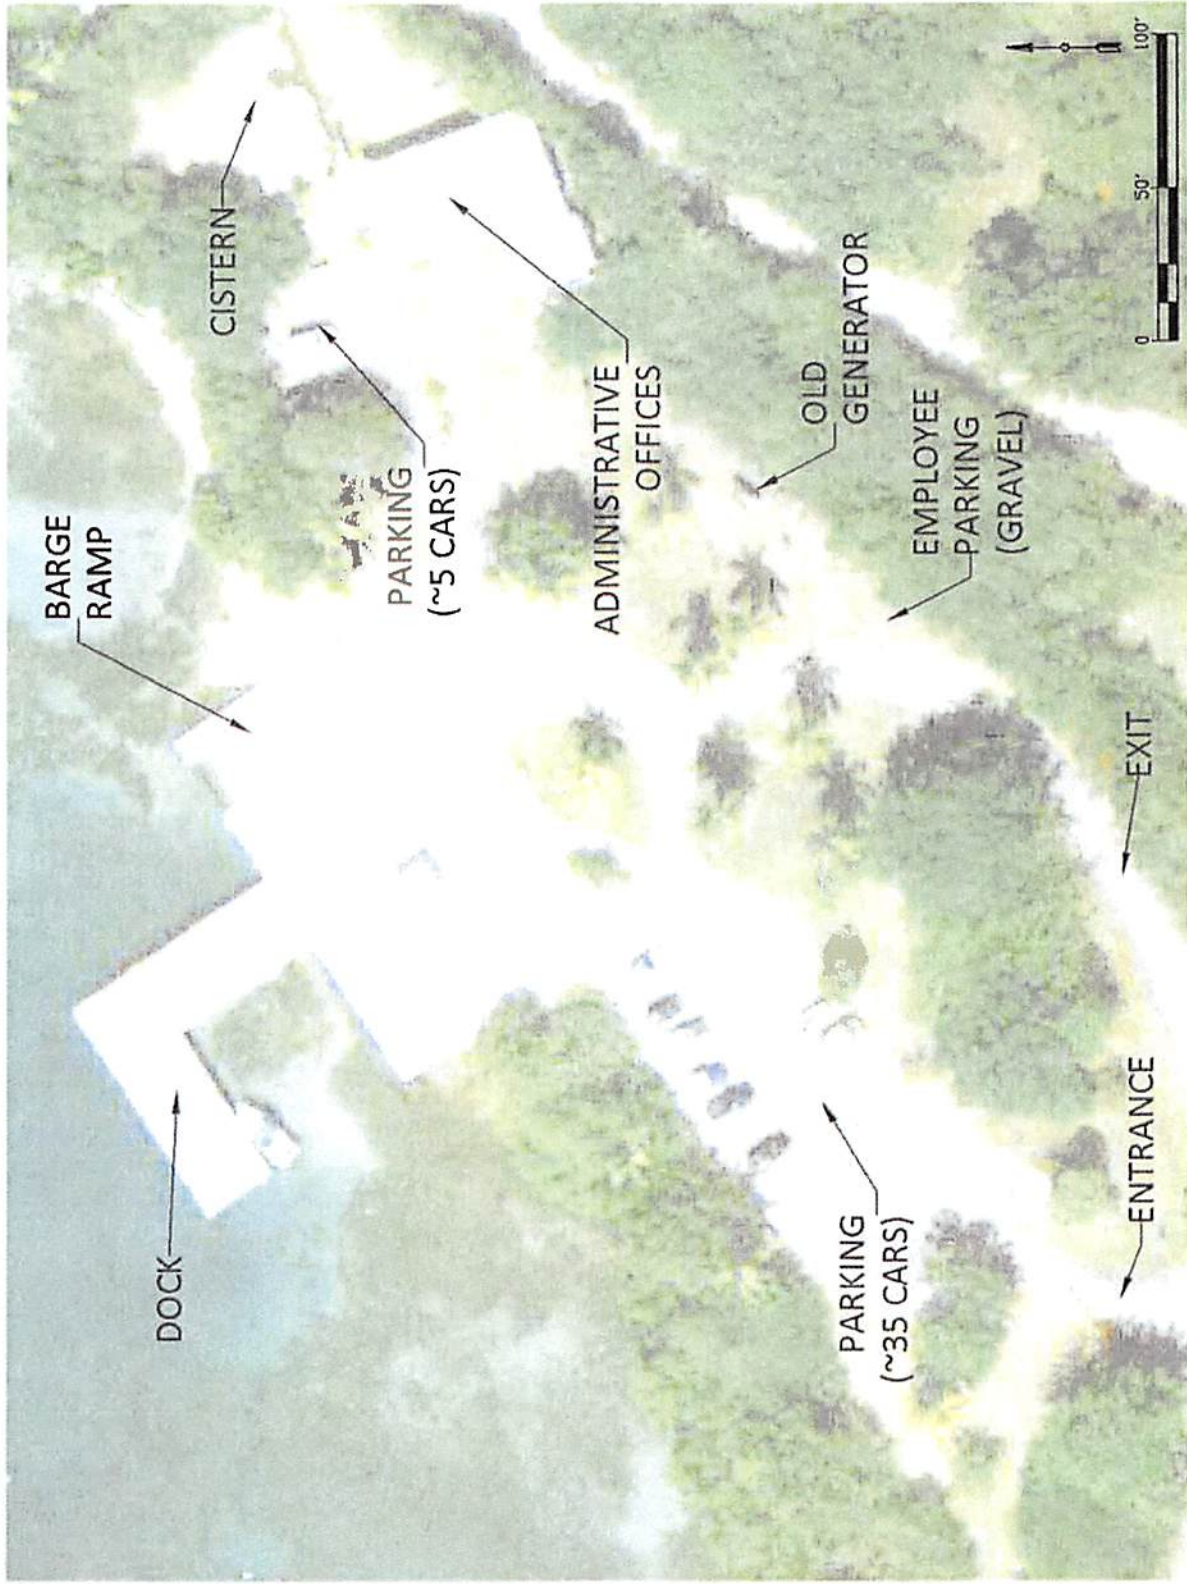 CISTERN
BARGE
RAMP
PARKING
(~5 CARS)
DOCK
ADMINISTRATIVE
OFFICES
OLD
GENERATOR
EMPLOYEE
PARKING
(GRAVEL)
PARKING
(~35 CARS)
EXIT
ENTRANCE
0 50' 100'